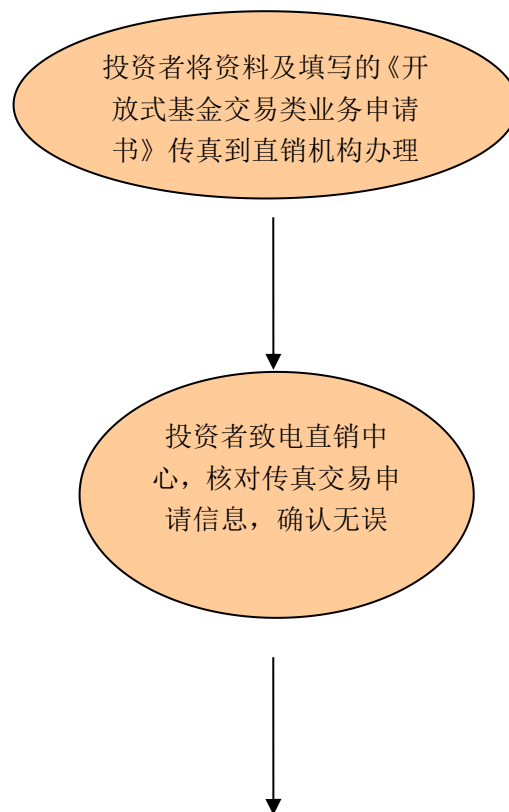 投资者将资料及填写的《开
放式基金交易类业务申请
书》传真到直销机构办理
投资者致电直销中
心，核对传真交易申
请信息，确认无误